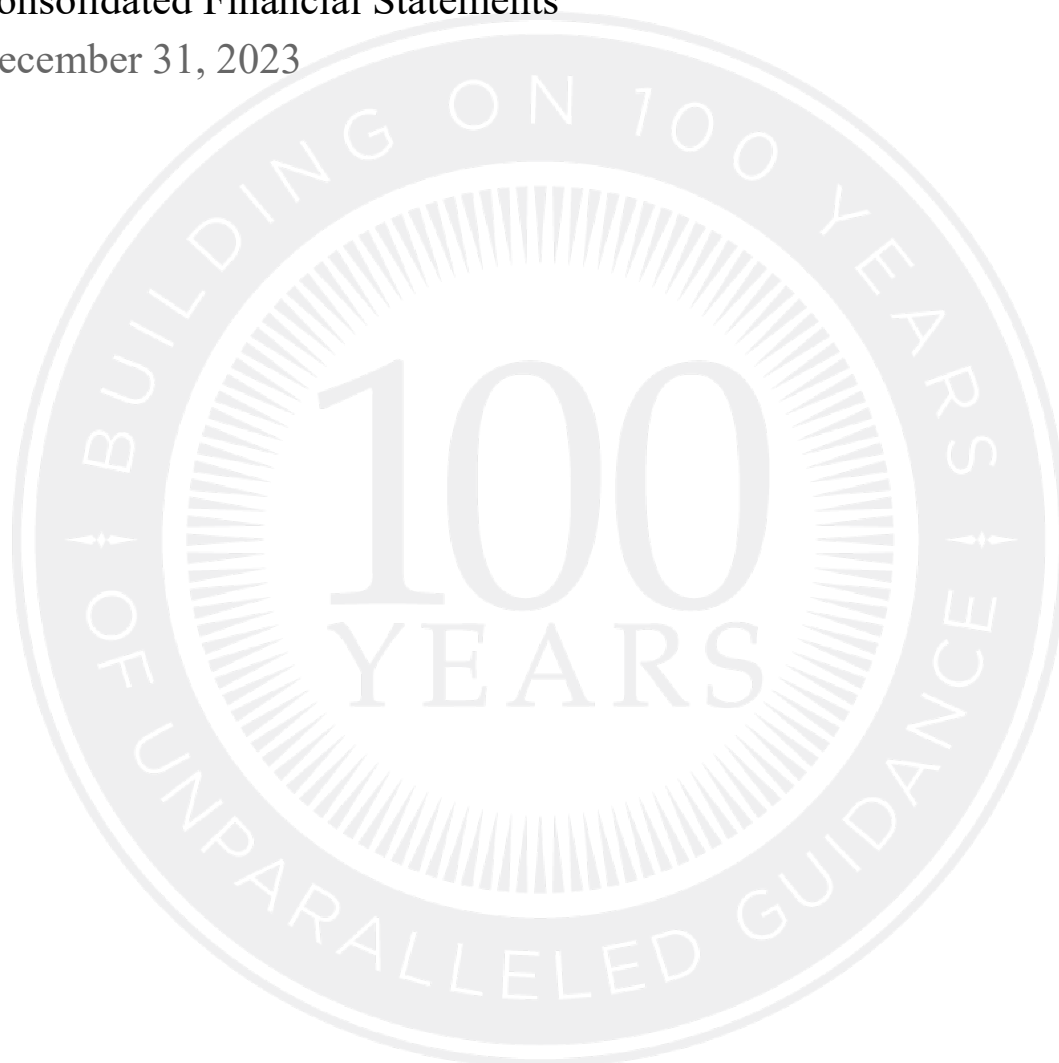 onsolidated Financial Statements
ecember 31, 2023
BUILDING ON 100 YEARS
100
YEARS
OF UNPARALLELED GUIDANCE